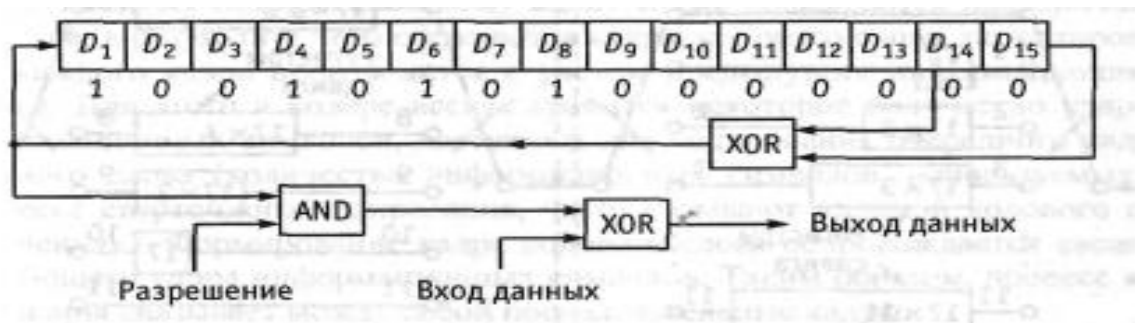 D1 D2 D3 D4 D5 D6 D7 D8 D9 D10 D11 D12 D13 D14 D15
1 0 0 1 0 1 0 1 0 0 0 0 0 0 0
XOR
AND XOR Выход данных
Разрешение Вход данных